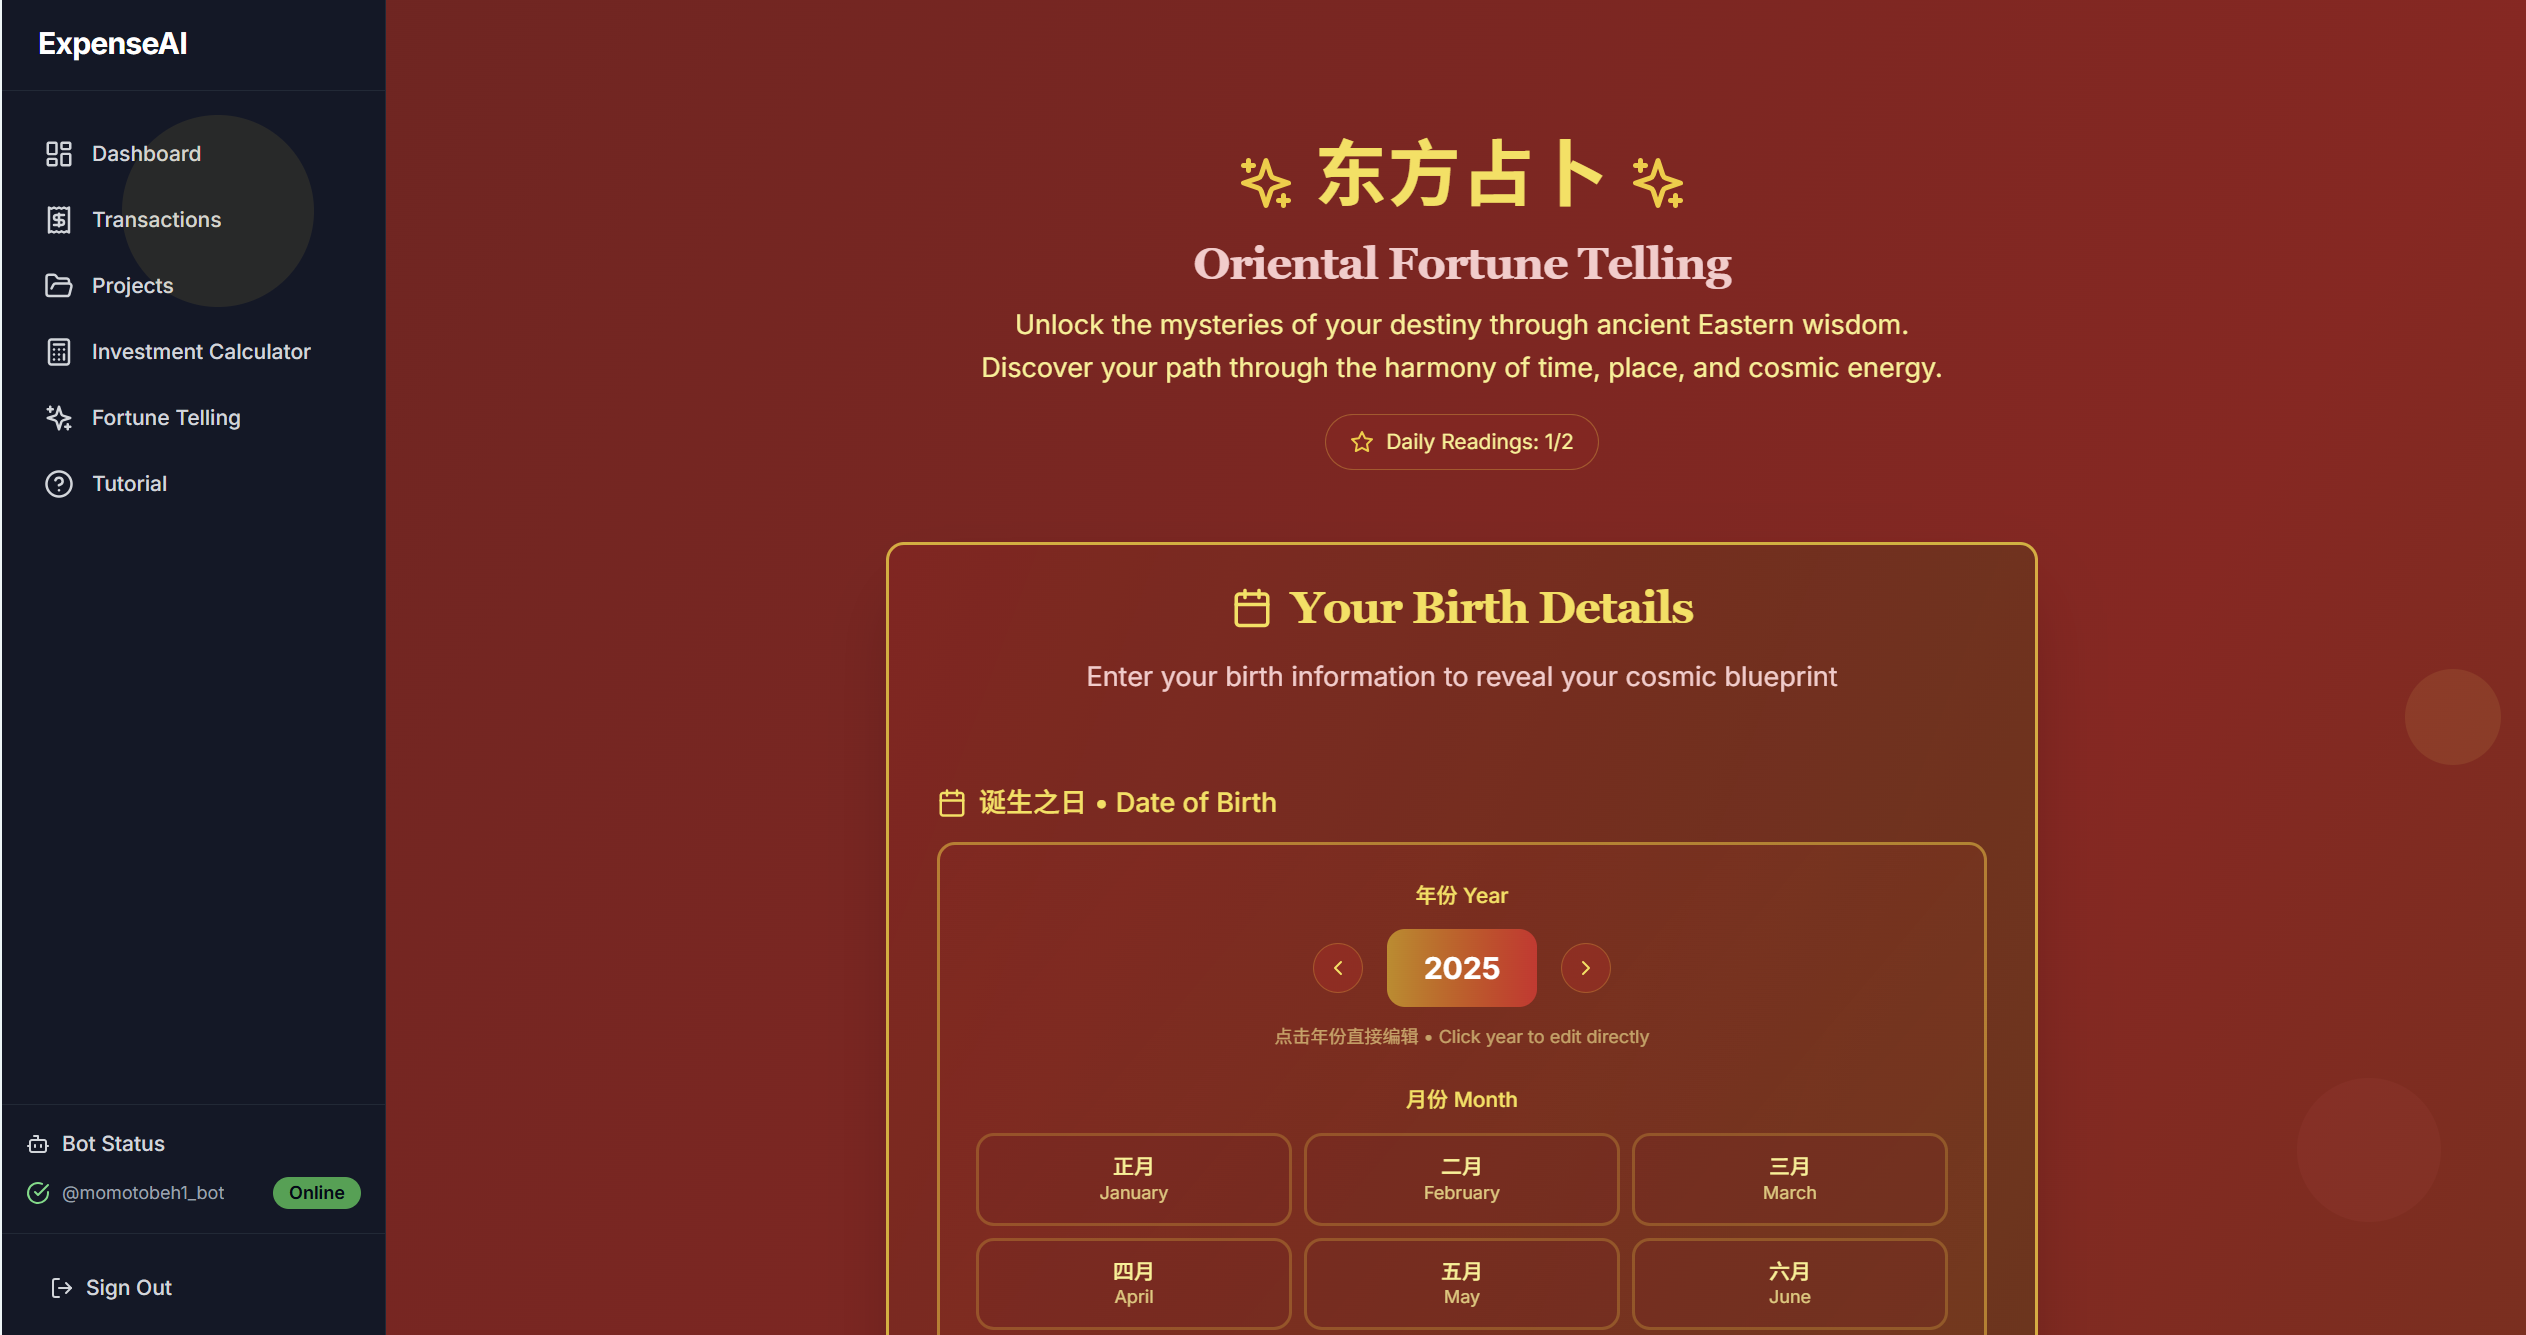 ExpenseAI
Dashboard
Transactions
Projects
Investment Calculator
Fortune Telling
Tutorial
Bot Status
@momotobeh1_bot
Online
Sign Out
东方占卜
Oriental Fortune Telling
Unlock the mysteries of your destiny through ancient Eastern wisdom.
Discover your path through the harmony of time, place, and cosmic energy.
Daily Readings: 1/2
Your Birth Details
Enter your birth information to reveal your cosmic blueprint
诞生之日 • Date of Birth
年份 Year
2025
点击年份直接编辑 • Click year to edit directly
月份 Month
正月
January
二月
February
三月
March
四月
April
五月
May
六月
June